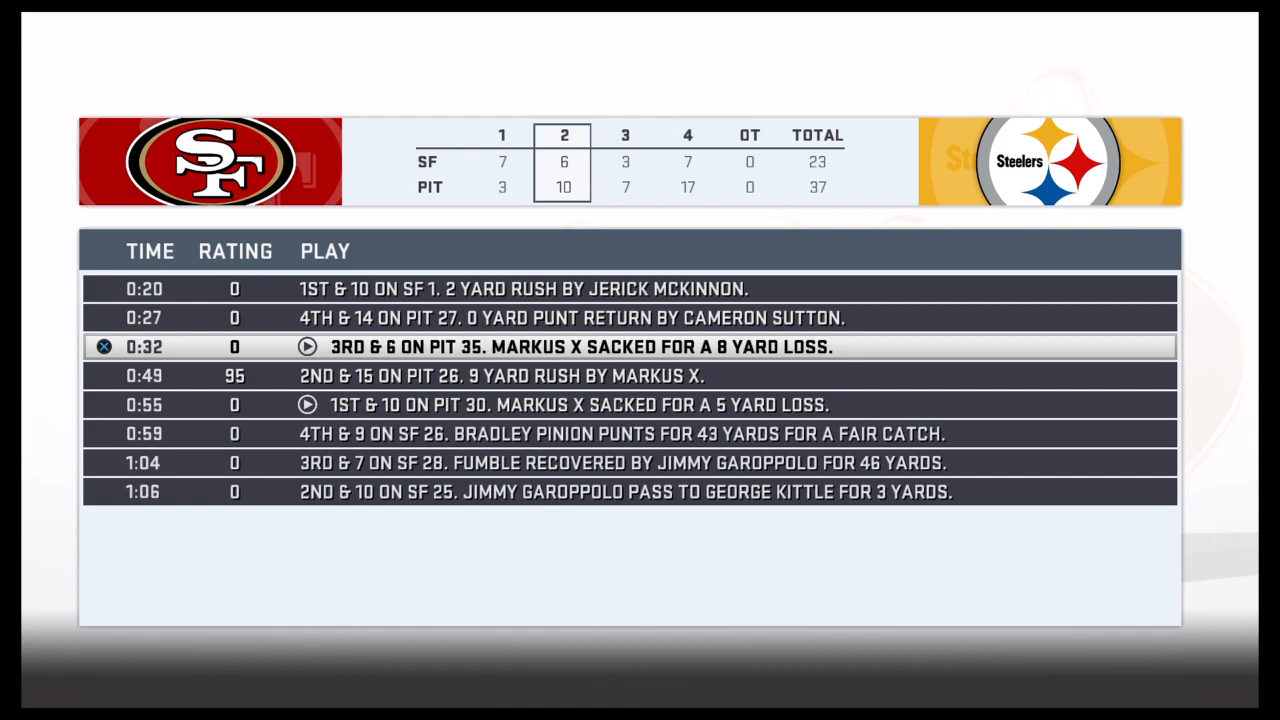 1 2 3 4 OT TOTAL
SF 7 6 3 7 0 23
PIT 3 10 7 17 0 37
SF
Steelers
TIME RATING PLAY
0:20 0 1ST & 10 ON SF 1. 2 YARD RUSH BY JERICK MCKINNON.
0:27 0 4TH & 14 ON PIT 27. 0 YARD PUNT RETURN BY CAMERON SUTTON.
0:32 0 3RD & 6 ON PIT 35. MARKUS X SACKED FOR A 8 YARD LOSS.
0:49 95 2ND & 15 ON PIT 26. 9 YARD RUSH BY MARKUS X.
0:55 0 1ST & 10 ON PIT 30. MARKUS X SACKED FOR A 5 YARD LOSS.
0:59 0 4TH & 9 ON SF 26. BRADLEY PINION PUNTS FOR 43 YARDS FOR A FAIR CATCH.
1:04 0 3RD & 7 ON SF 28. FUMBLE RECOVERED BY JIMMY GAROPPOLO FOR 46 YARDS.
1:06 0 2ND & 10 ON SF 25. JIMMY GAROPPOLO PASS TO GEORGE KITTLE FOR 3 YARDS.